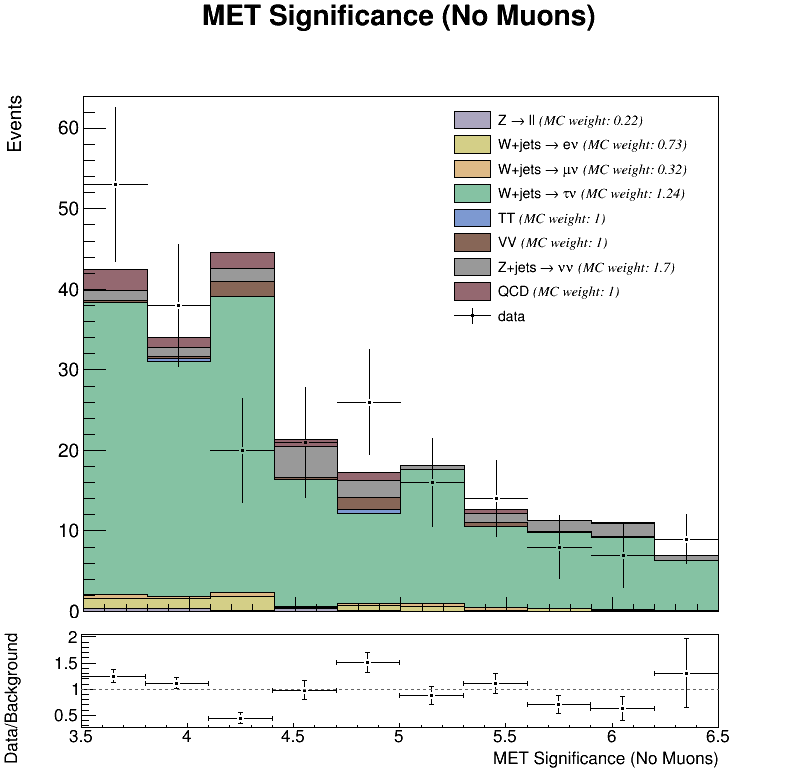 MET Significance (No Muons)
Events
60
50
40
30
20
10
0
Z → ll (MC weight: 0.22)
W+jets → eν (MC weight: 0.73)
W+jets → μν (MC weight: 0.32)
W+jets → τν (MC weight: 1.24)
TT (MC weight: 1)
VV (MC weight: 1)
Z+jets → νν (MC weight: 1.7)
QCD (MC weight: 1)
data
Data/Background
2
1.5
1
0.5
3.5 4 4.5 5 5.5 6 6.5
MET Significance (No Muons)